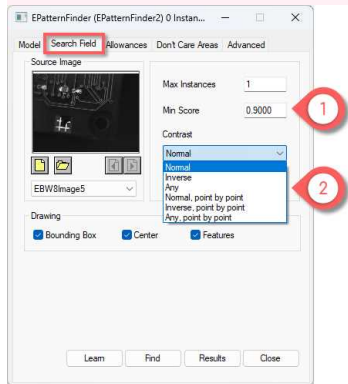 EPatternFinder (EPatternFinder2) 0 Instan...
Model Search Field Allowances Don't Care Areas Advanced
Source Image
Max Instances 1
Min Score 0.9000
1
Contrast
Normal
Normal
Inverse
Any
Normal, point by point
Inverse, point by point
Any, point by point
2
EBW8Image5
Drawing
Bounding Box Center Features
Learn Find Results Close